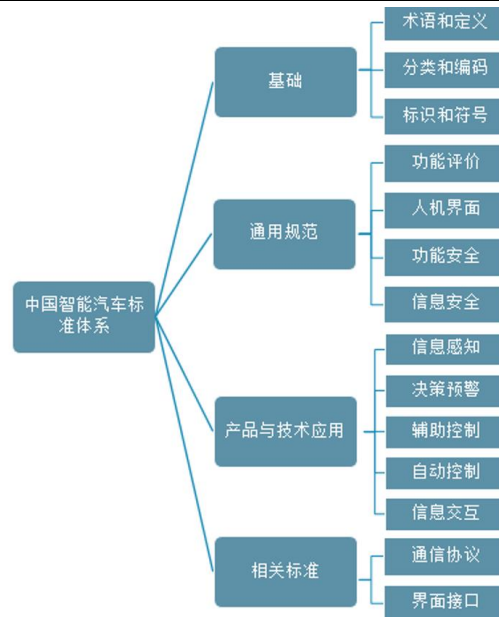 中国智能汽车标
准体系
基础
术语和定义
分类和编码
标识和符号
通用规范
功能评价
人机界面
功能安全
信息安全
产品与技术应用
信息感知
决策预警
辅助控制
自动控制
信息交互
相关标准
通信协议
界面接口